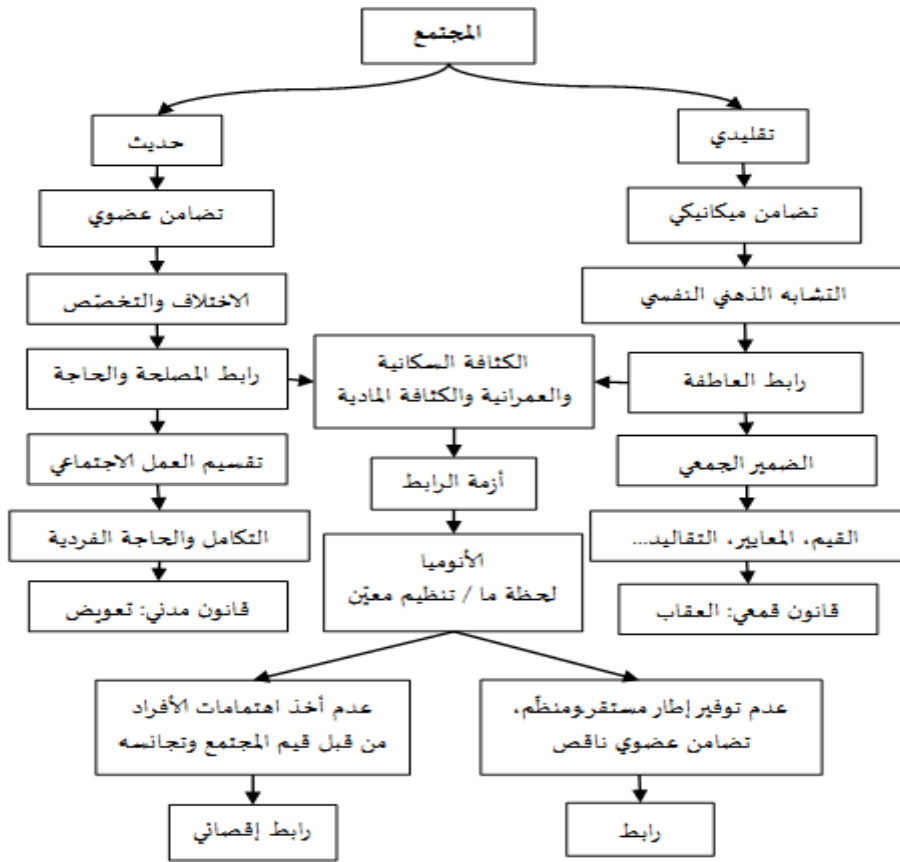 المجتمع
تقليدي
حديث
تضامن ميكانيكي
تضامن عضوي
التشابه الذهني النفسي
الاختلاف والتخصّص
الكثافة السكانية
والعمرانية والكثافة المادية
رابط العاطفة
رابط المصلحة والحاجة
الضمير الجمعي
أزمة الرابط
تقسيم العمل الاجتماعي
القيم، المعايير، التقاليد...
التكامل والحاجة الفردية
الأنوميا
لحظة ما / تنظيم معيّن
قانون قمعي: العقاب
قانون مدني: تعويض
عدم توفير إطار مستقر ومنظّم،
تضامن عضوي ناقص
عدم أخذ اهتمامات الأفراد
من قبل قيم المجتمع وتجانسه
رابط
رابط إقصائي